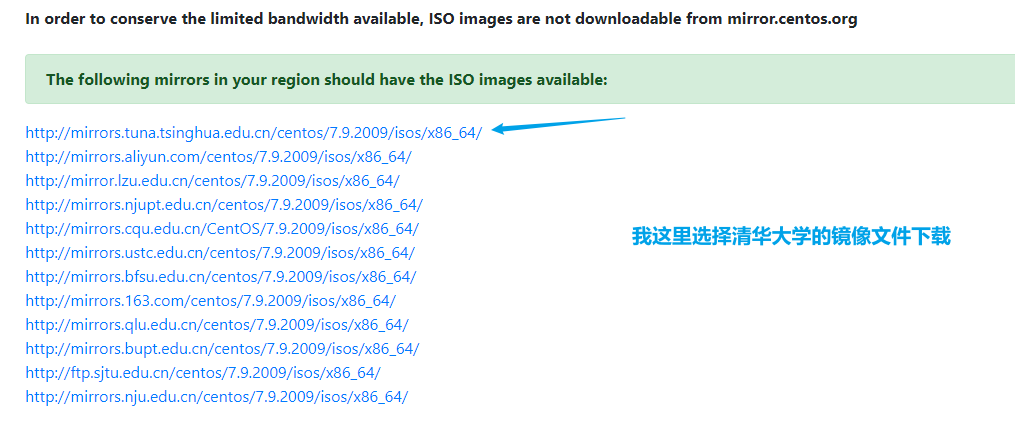 In order to conserve the limited bandwidth available, ISO images are not downloadable from mirror.centos.org
The following mirrors in your region should have the ISO images available:
http://mirrors.tuna.tsinghua.edu.cn/centos/7.9.2009/isos/x86_64/
http://mirrors.aliyun.com/centos/7.9.2009/isos/x86_64/
http://mirror.lzu.edu.cn/centos/7.9.2009/isos/x86_64/
http://mirrors.njupt.edu.cn/centos/7.9.2009/isos/x86_64/
http://mirrors.cqu.edu.cn/CentOS/7.9.2009/isos/x86_64/
我这里选择清华大学的镜像文件下载
http://mirrors.ustc.edu.cn/centos/7.9.2009/isos/x86_64/
http://mirrors.bfsu.edu.cn/centos/7.9.2009/isos/x86_64/
http://mirrors.163.com/centos/7.9.2009/isos/x86_64/
http://mirrors.qlu.edu.cn/centos/7.9.2009/isos/x86_64/
http://mirrors.bupt.edu.cn/centos/7.9.2009/isos/x86_64/
http://ftp.sjtu.edu.cn/centos/7.9.2009/isos/x86_64/
http://mirrors.nju.edu.cn/centos/7.9.2009/isos/x86_64/